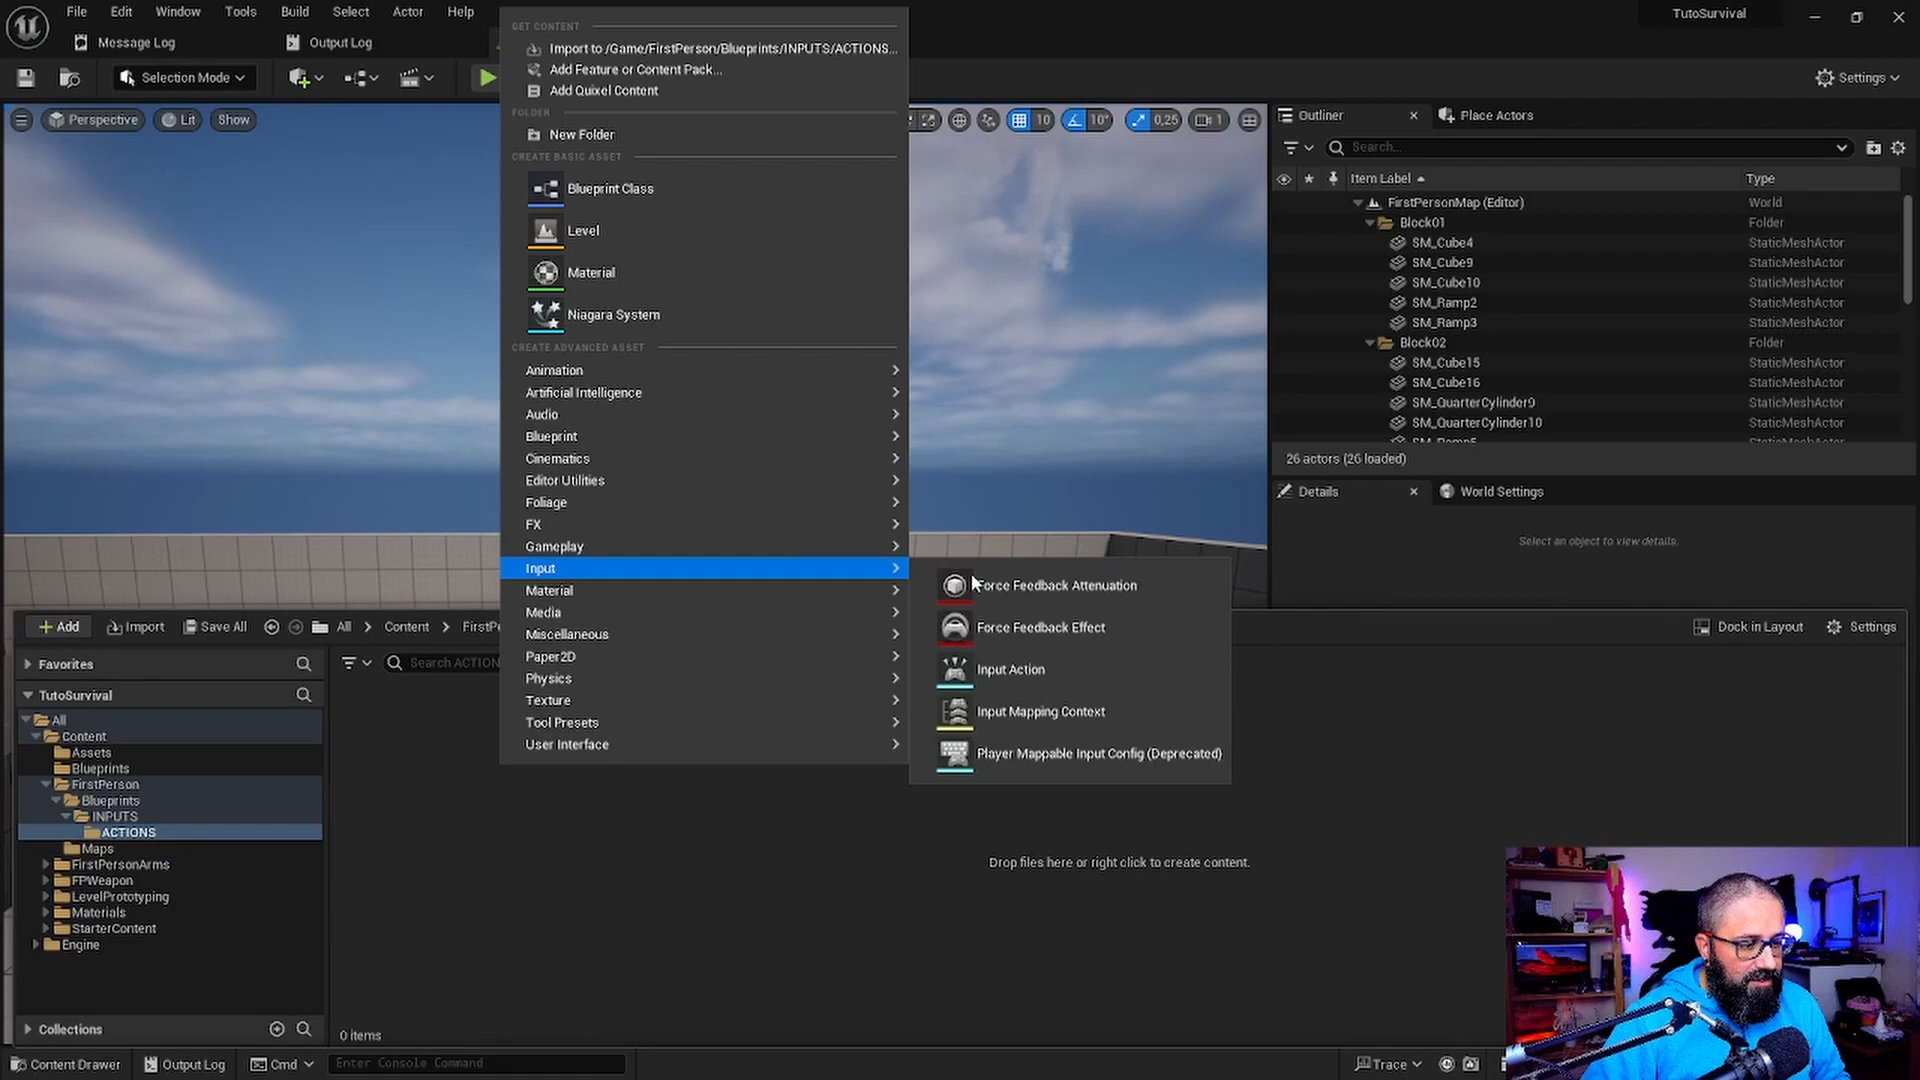 File Edit Window Tools Build Select Actor Help
TutoSurvival
Message Log
Output Log
Selection Mode
Settings
Perspective
Lit
Show
10
10°
0,25
1
GET CONTENT
Import to /Game/FirstPerson/Blueprints/INPUTS/ACTIONS...
Add Feature or Content Pack...
Add Quixel Content
FOLDER
New Folder
CREATE BASIC ASSET
Blueprint Class
Level
Material
Niagara System
CREATE ADVANCED ASSET
Animation
Artificial Intelligence
Audio
Blueprint
Cinematics
Editor Utilities
Foliage
FX
Gameplay
Input
Material
Media
Miscellaneous
Paper2D
Physics
Texture
Tool Presets
User Interface
Force Feedback Attenuation
Force Feedback Effect
Input Action
Input Mapping Context
Player Mappable Input Config (Deprecated)
Outliner
Place Actors
Search...
Item Label
Type
FirstPersonMap (Editor) World
Block01 Folder
SM_Cube4 StaticMeshActor
SM_Cube9 StaticMeshActor
SM_Cube10 StaticMeshActor
SM_Ramp2 StaticMeshActor
SM_Ramp3 StaticMeshActor
Block02 Folder
SM_Cube15 StaticMeshActor
SM_Cube16 StaticMeshActor
SM_QuarterCylinder9 StaticMeshActor
SM_QuarterCylinder10 StaticMeshActor
26 actors (26 loaded)
Details
World Settings
Select an object to view details.
Add
Import
Save All
All
Content
FirstPe
Dock in Layout
Settings
Favorites
Search ACTION
TutoSurvival
All
Content
Assets
Blueprints
FirstPerson
Blueprints
INPUTS
ACTIONS
Maps
FirstPersonArms
FPWeapon
LevelPrototyping
Materials
StarterContent
Engine
Drop files here or right click to create content.
Collections
0 items
Content Drawer
Output Log
Cmd
Enter Console Command
Trace